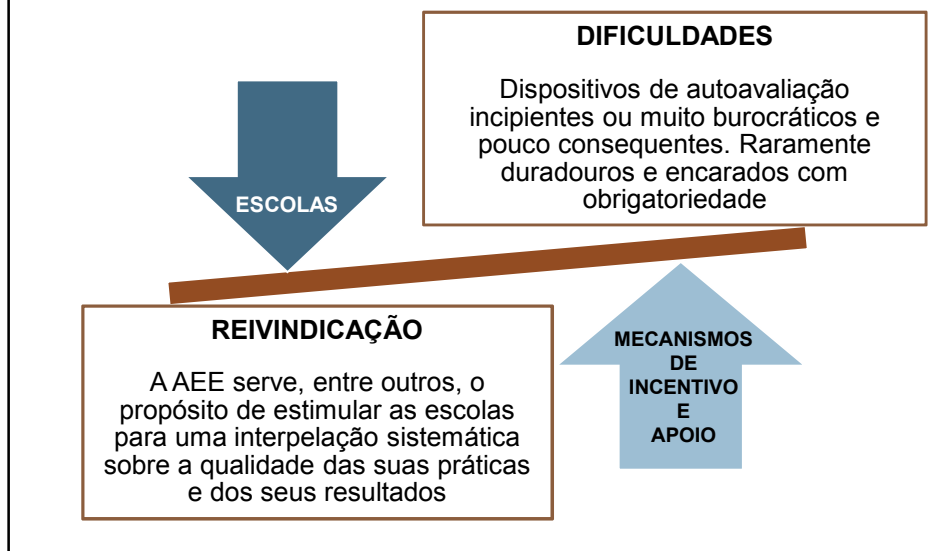 DIFICULDADES
Dispositivos de autoavaliação
incipientes ou muito burocráticos e
pouco consequentes. Raramente
duradouros e encarados com
obrigatoriedade
ESCOLAS
REIVINDICAÇÃO
A AEE serve, entre outros, o
propósito de estimular as escolas
para uma interpelação sistemática
sobre a qualidade das suas práticas
e dos seus resultados
MECANISMOS
DE
INCENTIVO
E
APOIO